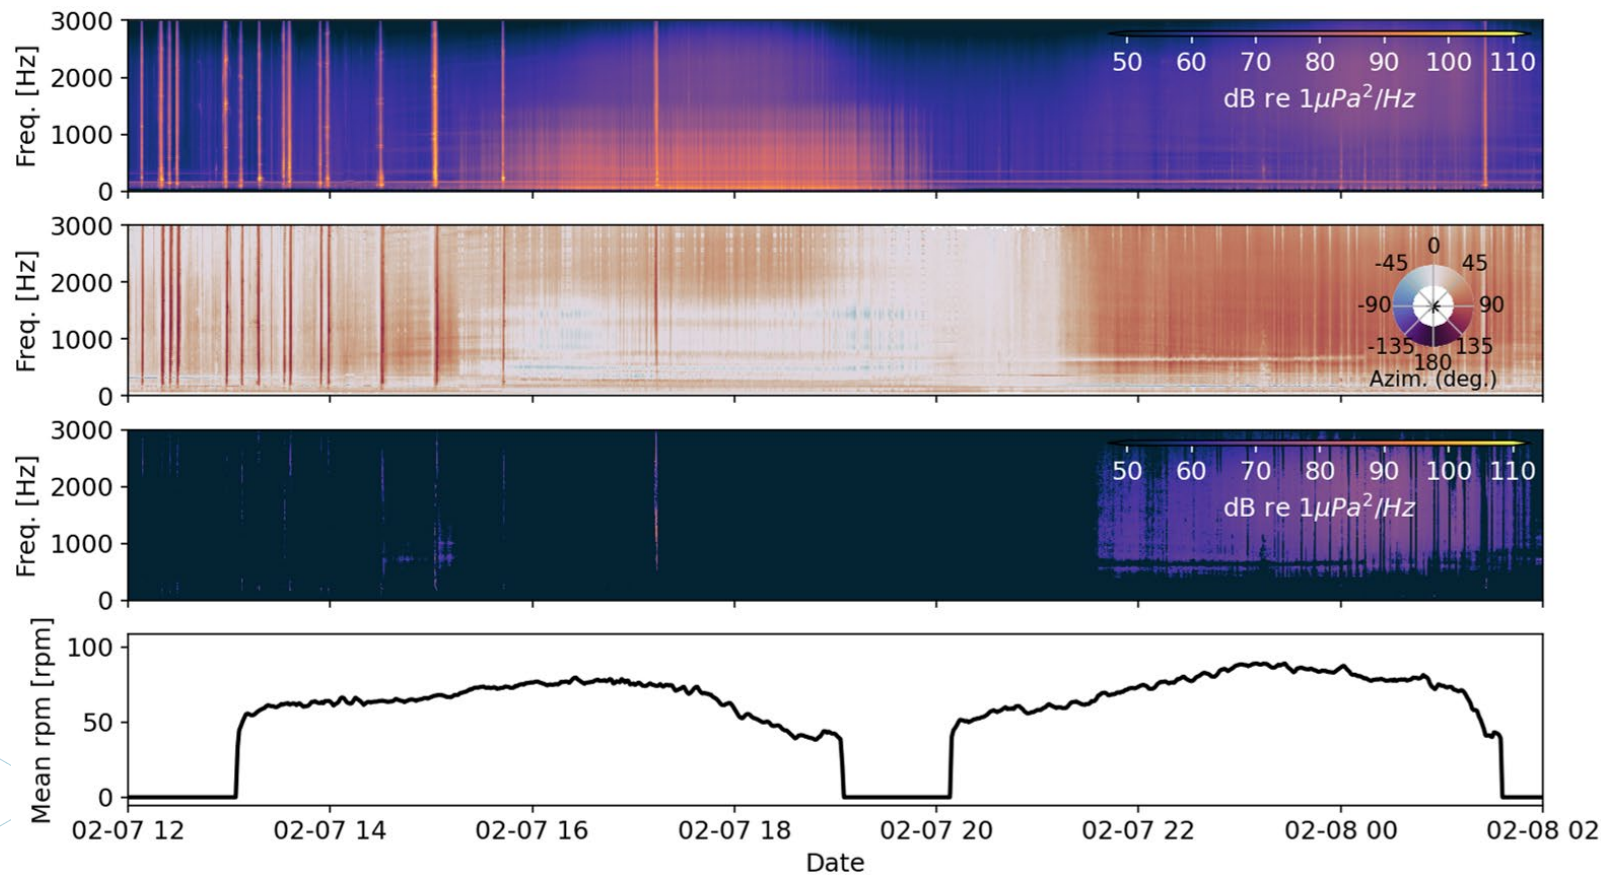 3000
2000
1000
0
Freq. [Hz]
50 60 70 80 90 100 110
dB re 1μPa²/Hz
3000
2000
1000
0
Freq. [Hz]
0
-45 45
-90 90
-135 135
180
Azim. (deg.)
3000
2000
1000
0
Freq. [Hz]
50 60 70 80 90 100 110
dB re 1μPa²/Hz
100
50
0
Mean rpm [rpm]
02-07 12 02-07 14 02-07 16 02-07 18 02-07 20 02-07 22 02-08 00 02-08 02
Date